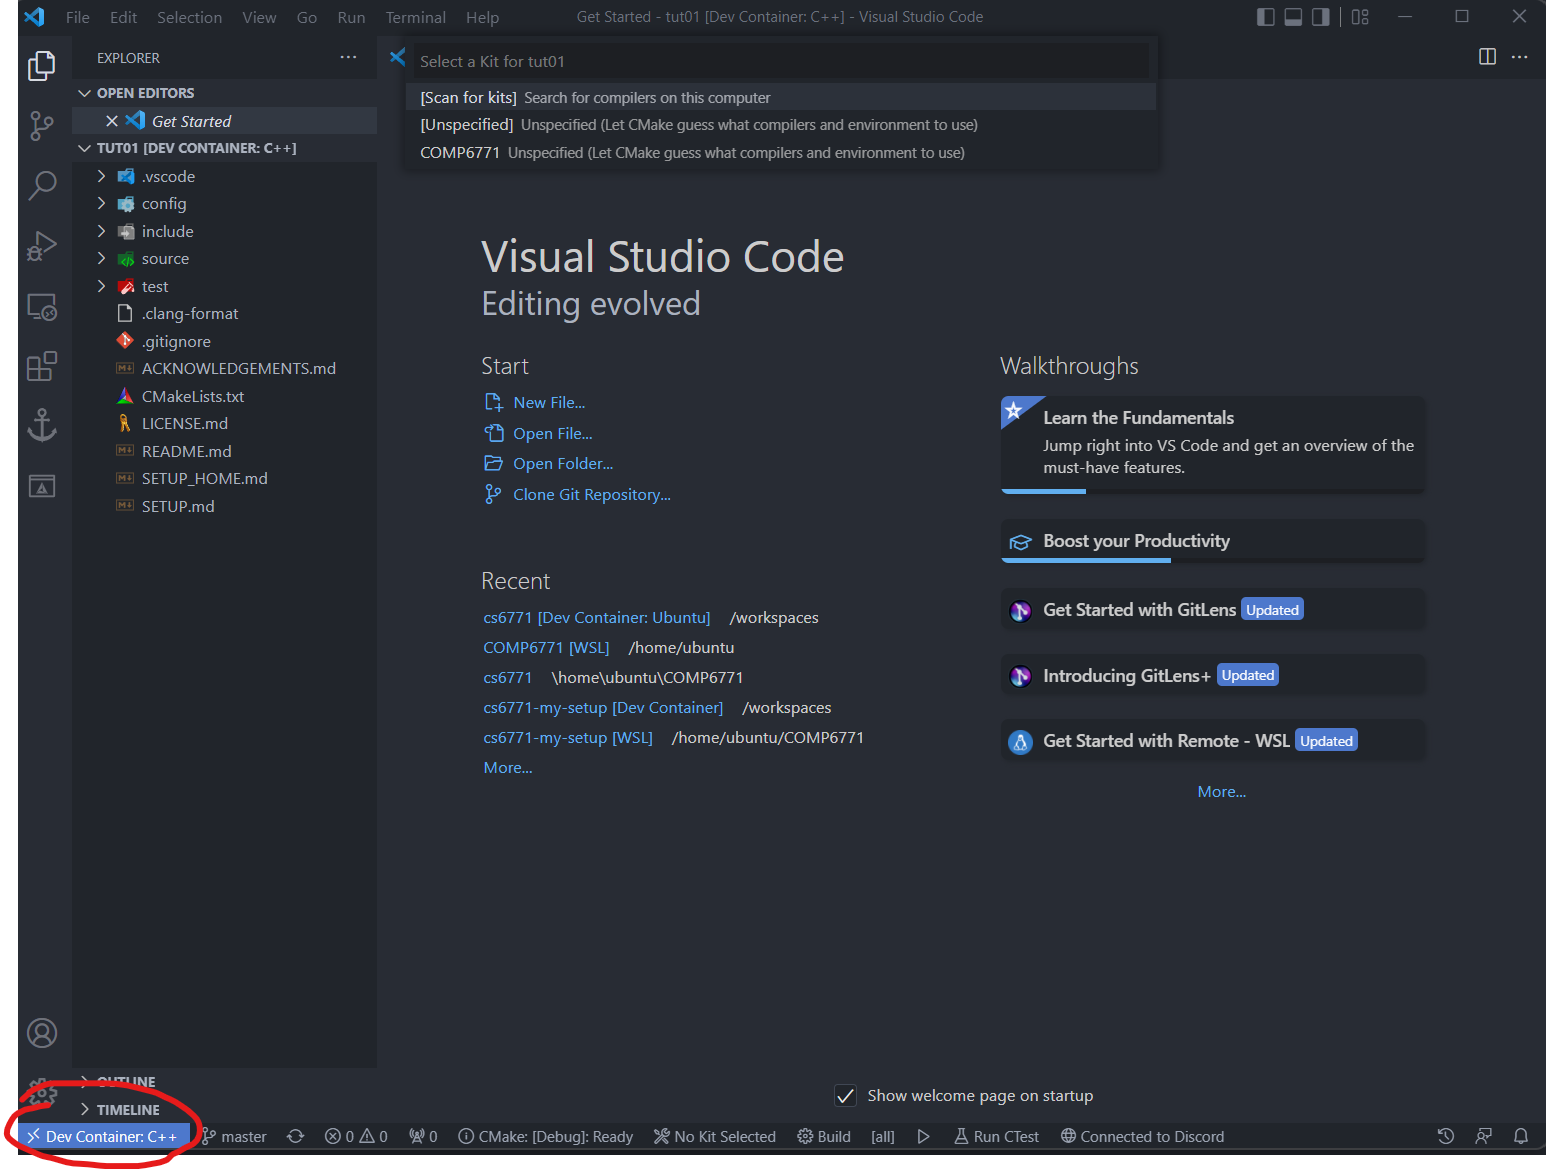 File Edit Selection View Go Run Terminal Help Get Started - tut01 [Dev Container: C++] - Visual Studio Code
EXPLORER
OPEN EDITORS
Get Started
TUT01 [DEV CONTAINER: C++]
.vscode
config
include
source
test
.clang-format
.gitignore
ACKNOWLEDGEMENTS.md
CMakeLists.txt
LICENSE.md
README.md
SETUP_HOME.md
SETUP.md
OUTLINE
TIMELINE
Select a Kit for tut01
[Scan for kits] Search for compilers on this computer
[Unspecified] Unspecified (Let CMake guess what compilers and environment to use)
COMP6771 Unspecified (Let CMake guess what compilers and environment to use)
Visual Studio Code
Editing evolved
Start
New File...
Open File...
Open Folder...
Clone Git Repository...
Recent
cs6771 [Dev Container: Ubuntu] /workspaces
COMP6771 [WSL] /home/ubuntu
cs6771 \home\ubuntu\COMP6771
cs6771-my-setup [Dev Container] /workspaces
cs6771-my-setup [WSL] /home/ubuntu/COMP6771
More...
Walkthroughs
Learn the Fundamentals
Jump right into VS Code and get an overview of the
must-have features.
Boost your Productivity
Get Started with GitLens Updated
Introducing GitLens+ Updated
Get Started with Remote - WSL Updated
More...
Show welcome page on startup
Dev Container: C++ master 0 0 0 CMake: [Debug]: Ready No Kit Selected Build [all] Run CTest Connected to Discord